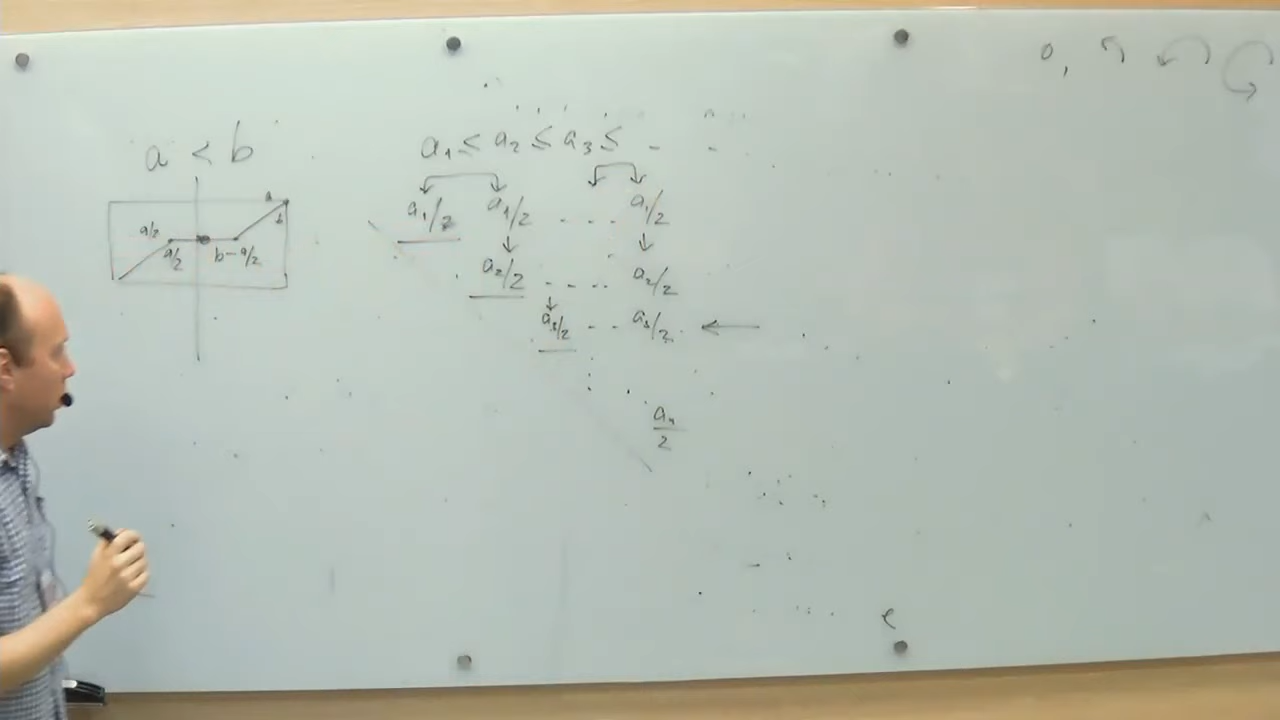 a < b
a
b
a/2
a/2 b-a/2
a₁ ≤ a₂ ≤ a₃ ≤ - -
a₁/2 a₁/2 ... a₁/2
a₂/2 .... a₂/2
a₃/2 -- a₃/2
aₙ/2
0,
e